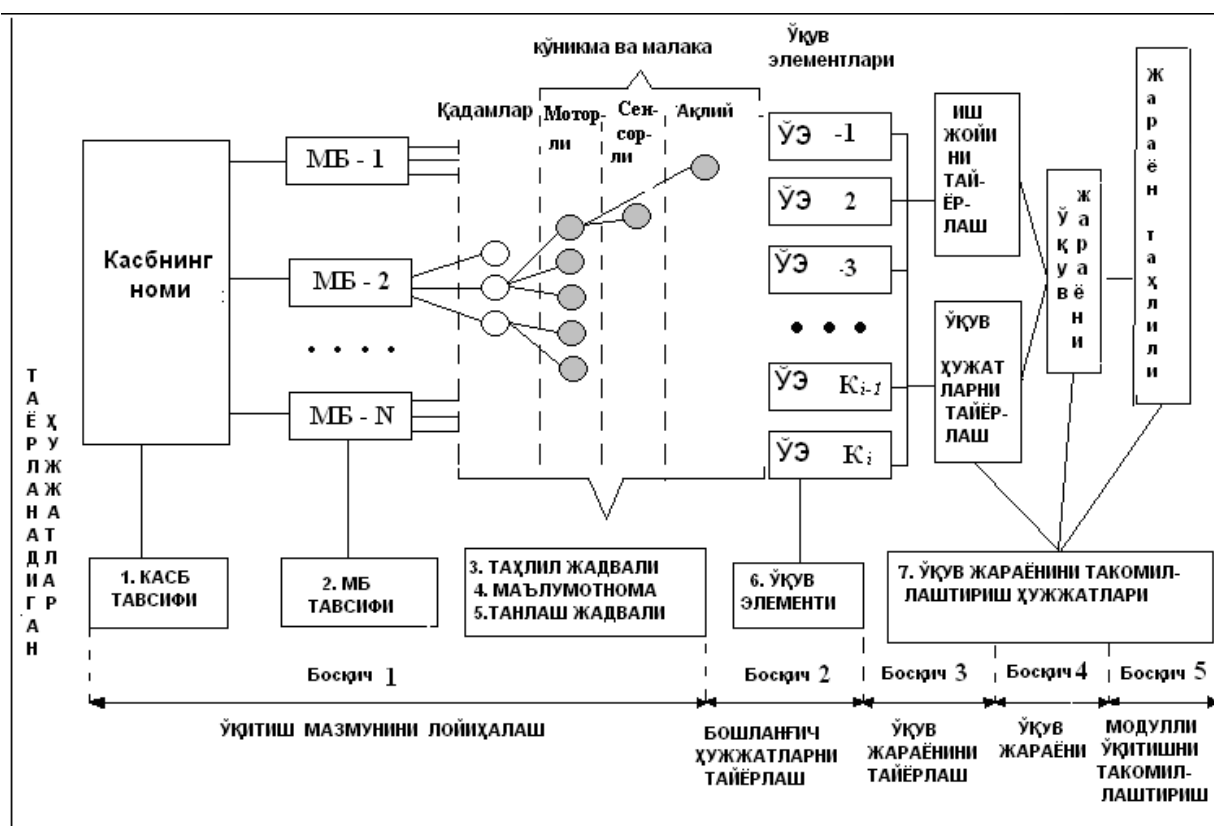 кўникма ва малака
Ўқув
элементлари
Қадамлар
Мотор-
ли
Сен-
сор-
ли
Ақлий
Касбнинг
номи
МБ - 1
МБ - 2
• • • •
МБ - N
ЎЭ -1
ЎЭ 2
ЎЭ -3
• • •
ЎЭ Кi-1
ЎЭ Кi
ИШ
ЖОЙИ
НИ
ТАЙ-
ЁР-
ЛАШ
ЎҚУВ
ҲУЖАТ
ЛАРНИ
ТАЙЁР-
ЛАШ
Ўқув
жараёни
Жараён таҳлили
ТАЁРЛАНАДИГАН
ҲУЖЖАТЛАР
1. КАСБ
ТАВСИФИ
2. МБ
ТАВСИФИ
3. ТАҲЛИЛ ЖАДВАЛИ
4. МАЪЛУМОТНОМА
5.ТАНЛАШ ЖАДВАЛИ
6. ЎҚУВ
ЭЛЕМЕНТИ
7. ЎҚУВ ЖАРАЁНИНИ ТАКОМИЛ-
ЛАШТИРИШ ҲУЖЖАТЛАРИ
Босқич 1
Босқич 2
Босқич 3
Босқич 4
Босқич 5
ЎҚИТИШ МАЗМУНИНИ ЛОЙИҲАЛАШ
БОШЛАНҒИЧ
ҲУЖЖАТЛАРНИ
ТАЙЁРЛАШ
ЎҚУВ
ЖАРАЁНИНИ
ТАЙЁРЛАШ
ЎҚУВ
ЖАРАЁНИ
МОДУЛЛИ
ЎҚИТИШНИ
ТАКОМИЛ-
ЛАШТИРИШ